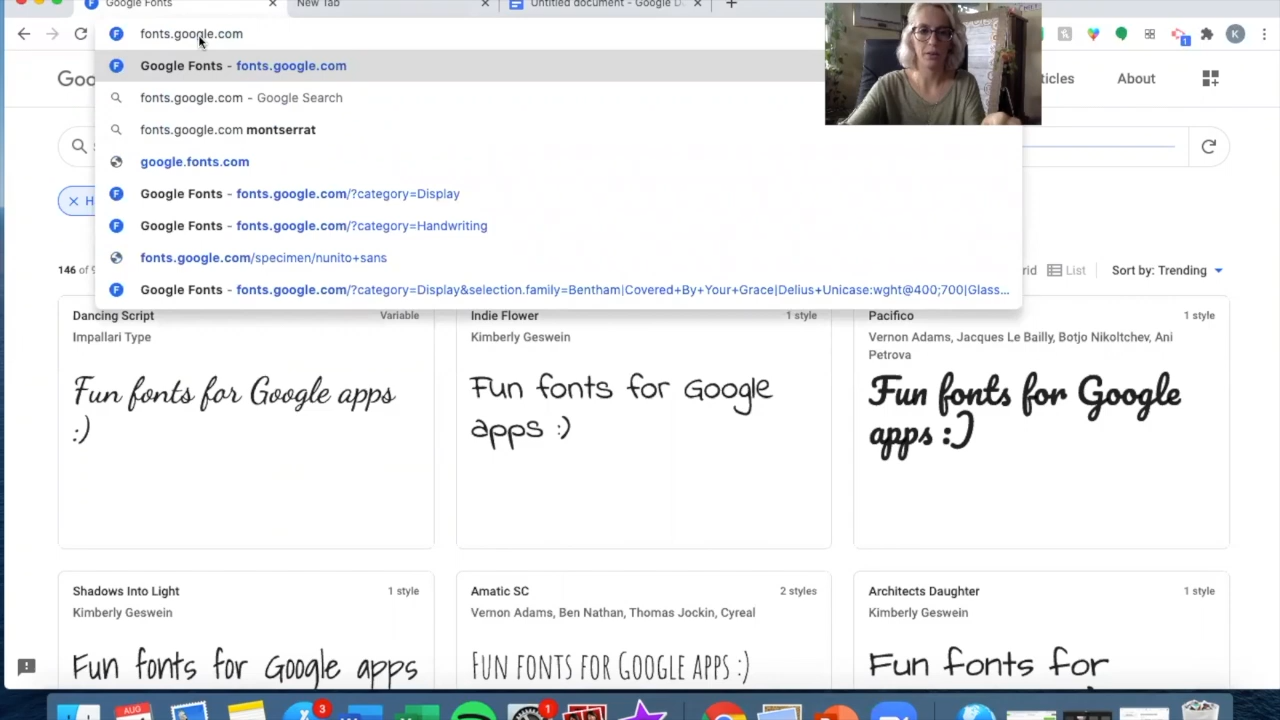 Google Fonts
New Tab
Untitled document - Google D
fonts.google.com
K
1
Google Fonts - fonts.google.com
fonts.google.com - Google Search
fonts.google.com montserrat
google.fonts.com
Google Fonts - fonts.google.com/?category=Display
Google Fonts - fonts.google.com/?category=Handwriting
fonts.google.com/specimen/nunito+sans
Google Fonts - fonts.google.com/?category=Display&selection.family=Bentham|Covered+By+Your+Grace|Delius+Unicase:wght@400;700|Glass...
Goo
ticles
About
H
146 of 9
rid
List
Sort by: Trending
Dancing Script
Variable
Impallari Type
Fun fonts for Google apps
:)
Indie Flower
1 style
Kimberly Geswein
Fun fonts for Google
apps :)
Pacifico
1 style
Vernon Adams, Jacques Le Bailly, Botjo Nikoltchev, Ani
Petrova
Fun fonts for Google
apps :)
Shadows Into Light
1 style
Kimberly Geswein
Fun fonts for Google apps
Amatic SC
2 styles
Vernon Adams, Ben Nathan, Thomas Jockin, Cyreal
Fun fonts for Google apps :)
Architects Daughter
1 style
Kimberly Geswein
Fun fonts for
AUG
3
1